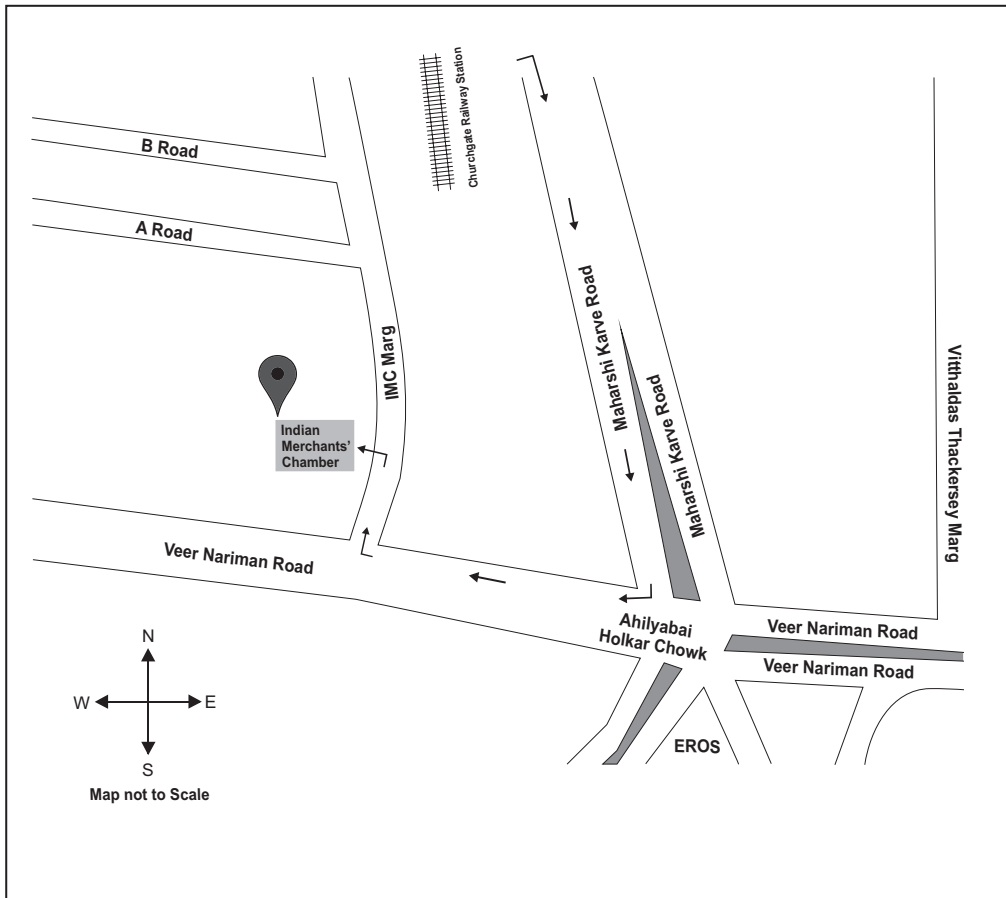 Churchgate Railway Station
B Road
A Road
Maharshi Karve Road
Maharshi Karve Road
IMC Marg
Vitthaldas Thackersey Marg
Indian
Merchants'
Chamber
Veer Nariman Road
Ahilyabai
Holkar Chowk
Veer Nariman Road
Veer Nariman Road
EROS
N
W
E
S
Map not to Scale